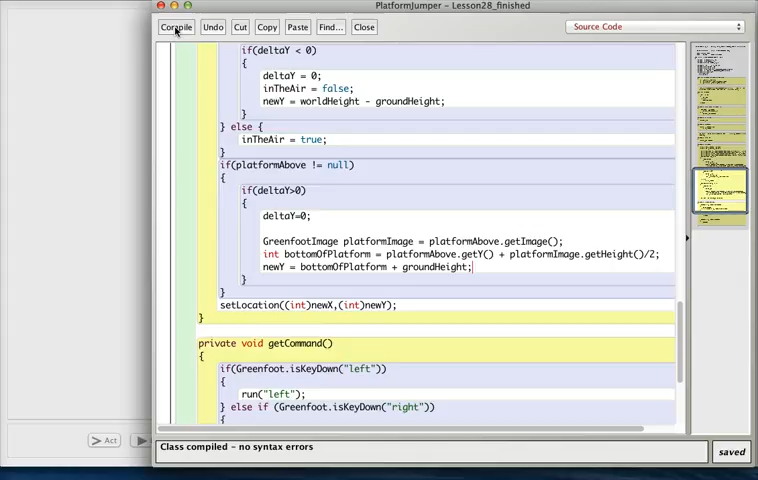 PlatformJumper - Lesson28_finished
Compile Undo Cut Copy Paste Find... Close Source Code
if(deltaY < 0)
{
deltaY = 0;
inTheAir = false;
newY = worldHeight - groundHeight;
}
} else {
inTheAir = true;
}
if(platformAbove != null)
{
if(deltaY>0)
{
deltaY=0;
GreenfootImage platformImage = platformAbove.getImage();
int bottomOfPlatform = platformAbove.getY() + platformImage.getHeight()/2;
newY = bottomOfPlatform + groundHeight;
}
}
setLocation((int)newX,(int)newY);
}
private void getCommand()
{
if(Greenfoot.isKeyDown("left"))
{
run("left");
} else if (Greenfoot.isKeyDown("right"))
{
Act
Class compiled - no syntax errors
saved